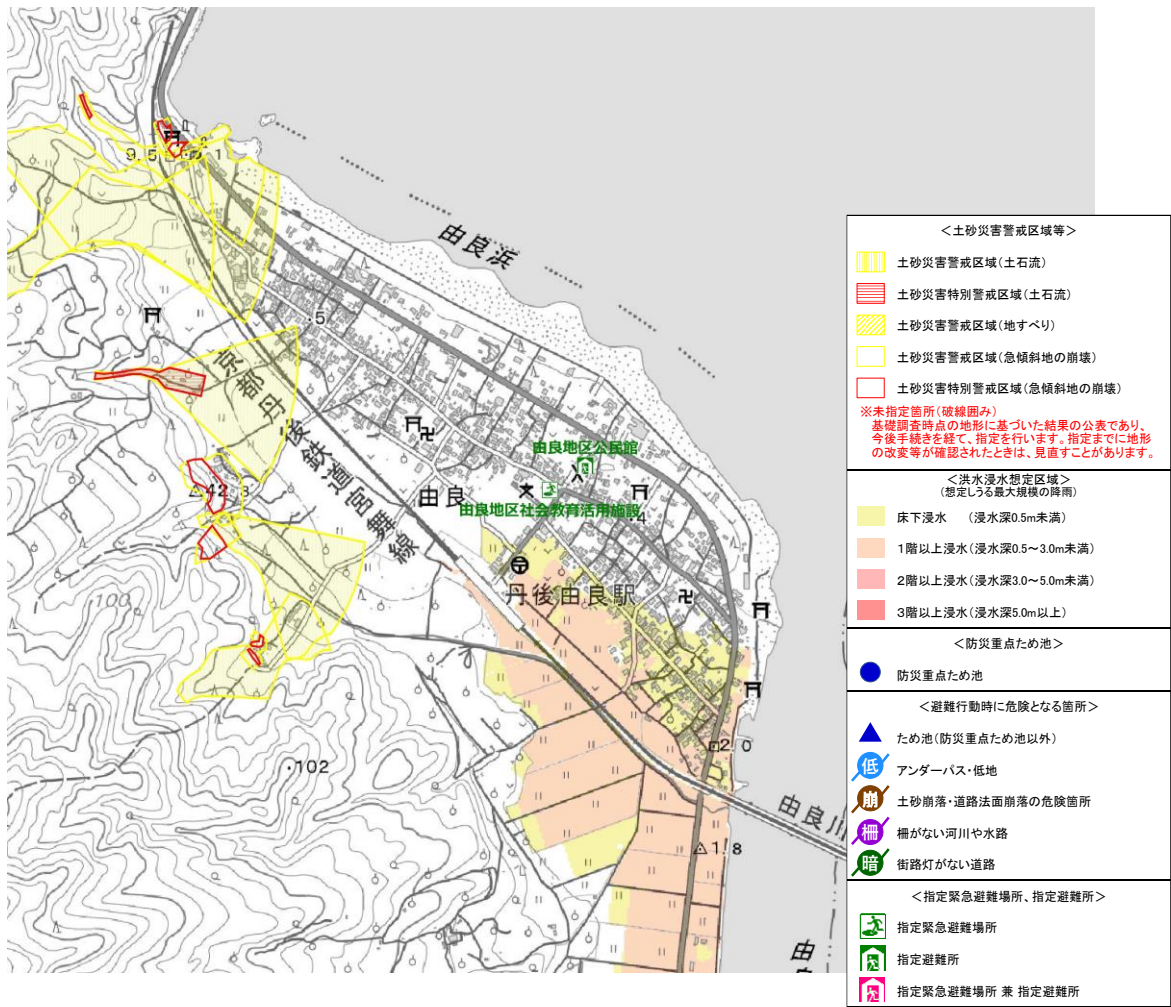 9.5
1
由良浜
5
京都丹後鉄道宮舞線
由良地区公民館
由良
由良地区社会教育活用施設
4
42
3
丹後由良駅
100
102
2.0
由良川
1.8
由
良
<土砂災害警戒区域等>
土砂災害警戒区域(土石流)
土砂災害特別警戒区域(土石流)
土砂災害警戒区域(地すべり)
土砂災害警戒区域(急傾斜地の崩壊)
土砂災害特別警戒区域(急傾斜地の崩壊)
※未指定箇所(破線囲み)
基礎調査時点の地形に基づいた結果の公表であり、
今後手続きを経て、指定を行います。指定までに地形
の改変等が確認されたときは、見直すことがあります。
<洪水浸水想定区域>
(想定しうる最大規模の降雨)
床下浸水 (浸水深0.5m未満)
1階以上浸水(浸水深0.5~3.0m未満)
2階以上浸水(浸水深3.0~5.0m未満)
3階以上浸水(浸水深5.0m以上)
<防災重点ため池>
防災重点ため池
<避難行動時に危険となる箇所>
ため池(防災重点ため池以外)
低 アンダーパス・低地
崩 土砂崩落・道路法面崩落の危険箇所
柵 柵がない河川や水路
暗 街路灯がない道路
<指定緊急避難場所、指定避難所>
指定緊急避難場所
指定避難所
指定緊急避難場所 兼 指定避難所